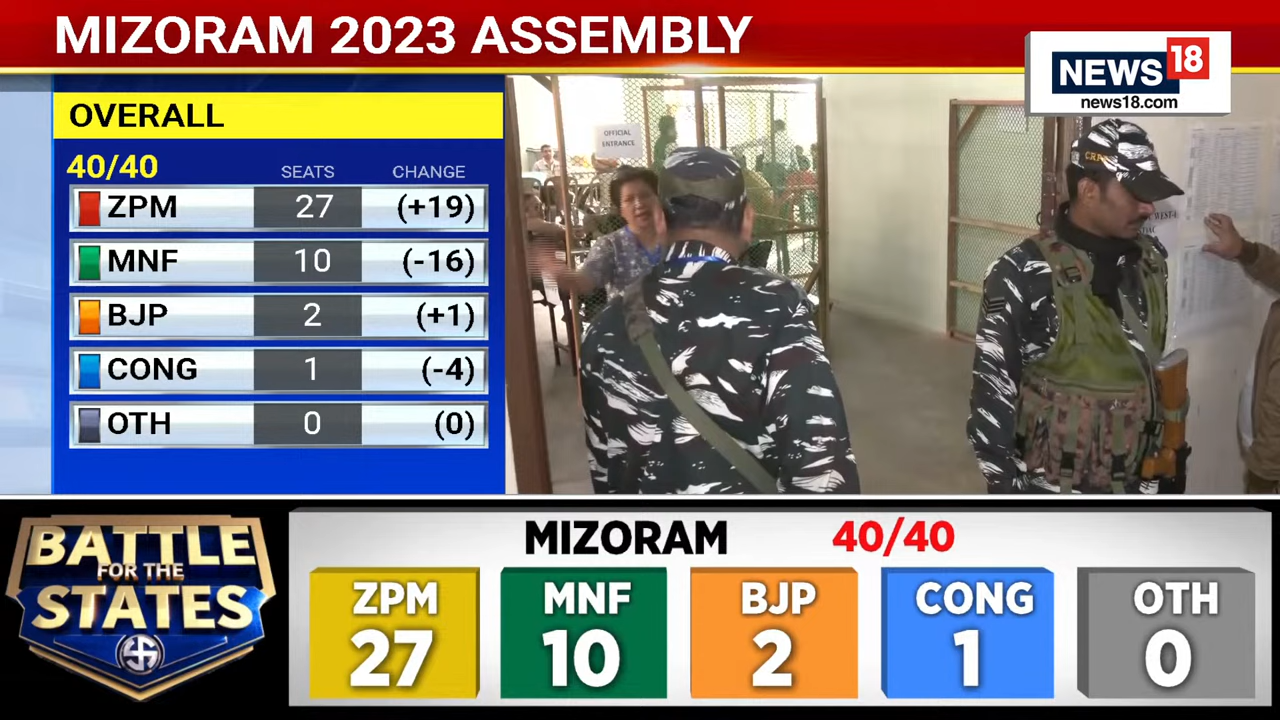 MIZORAM 2023 ASSEMBLY
NEWS 18
news18.com
OVERALL
40/40 SEATS CHANGE
ZPM 27 (+19)
MNF 10 (-16)
BJP 2 (+1)
CONG 1 (-4)
OTH 0 (0)
OFFICIAL
ENTRANCE
BATTLE
FOR THE
STATES
MIZORAM 40/40
ZPM MNF BJP CONG OTH
27 10 2 1 0